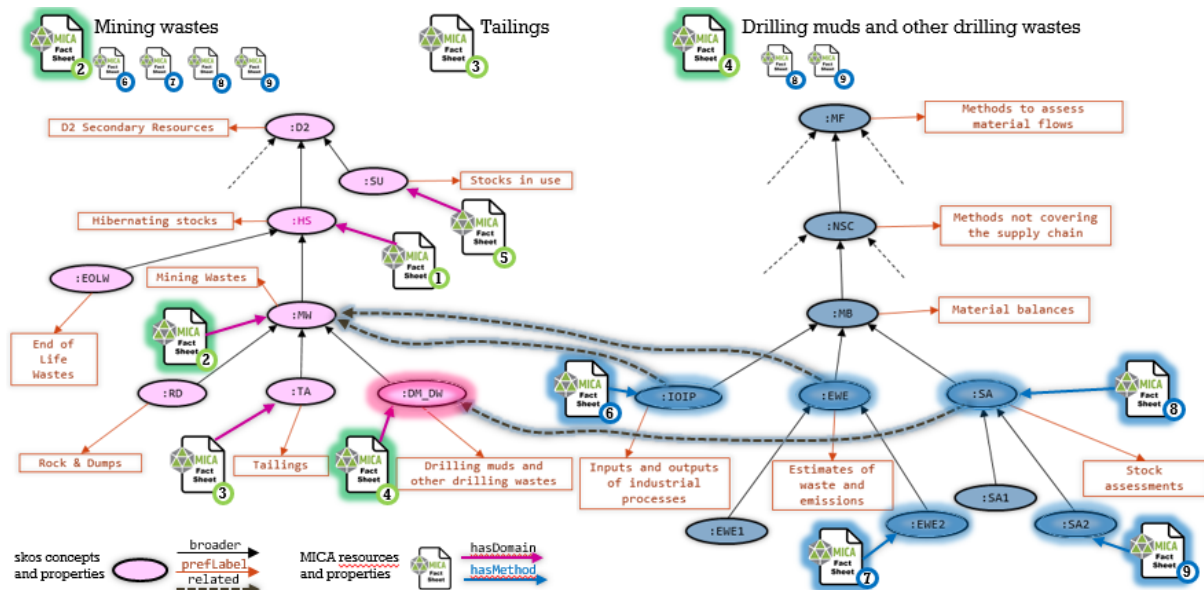 Mining wastes
MICA
Fact
Sheet
2
6
7
8
9
Tailings
MICA
Fact
Sheet
3
Drilling muds and other drilling wastes
MICA
Fact
Sheet
4
8
9
D2 Secondary Resources
:D2
:SU
Stocks in use
Hibernating stocks
:HS
MICA
Fact
Sheet
5
MICA
Fact
Sheet
1
:EOLW
Mining Wastes
:MW
MICA
Fact
Sheet
2
End of
Life
Wastes
:RD
:TA
:DM_DW
Rock & Dumps
MICA
Fact
Sheet
3
Tailings
MICA
Fact
Sheet
4
Drilling muds and
other drilling wastes
:MF
Methods to assess
material flows
:NSC
Methods not covering
the supply chain
:MB
Material balances
MICA
Fact
Sheet
6
:IOIP
:EWE
:SA
MICA
Fact
Sheet
8
Inputs and outputs
of industrial
processes
Estimates of
waste and
emissions
Stock
assessments
:SA1
:EWE1
:EWE2
:SA2
MICA
Fact
Sheet
7
MICA
Fact
Sheet
9
skos concepts
and properties
broader
prefLabel
related
MICA resources
and properties
MICA
Fact
Sheet
hasDomain
hasMethod